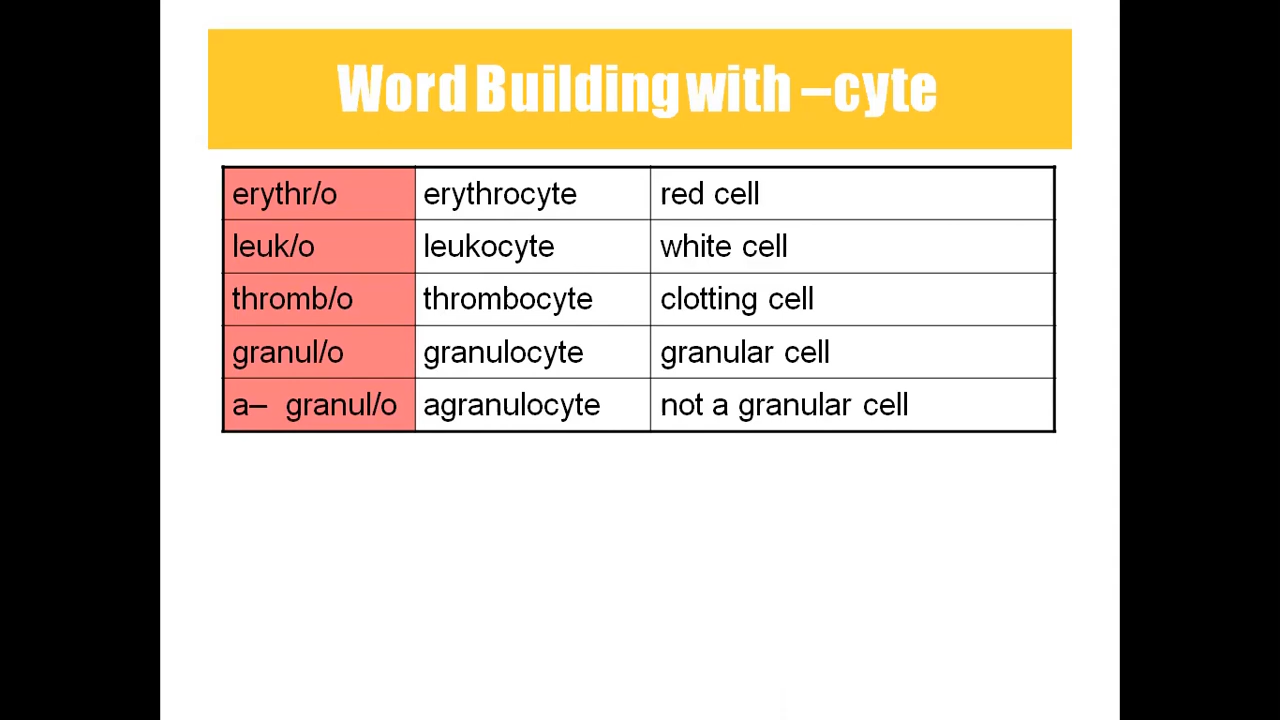 Word Building with –cyte
erythr/o erythrocyte red cell
leuk/o leukocyte white cell
thromb/o thrombocyte clotting cell
granul/o granulocyte granular cell
a– granul/o agranulocyte not a granular cell